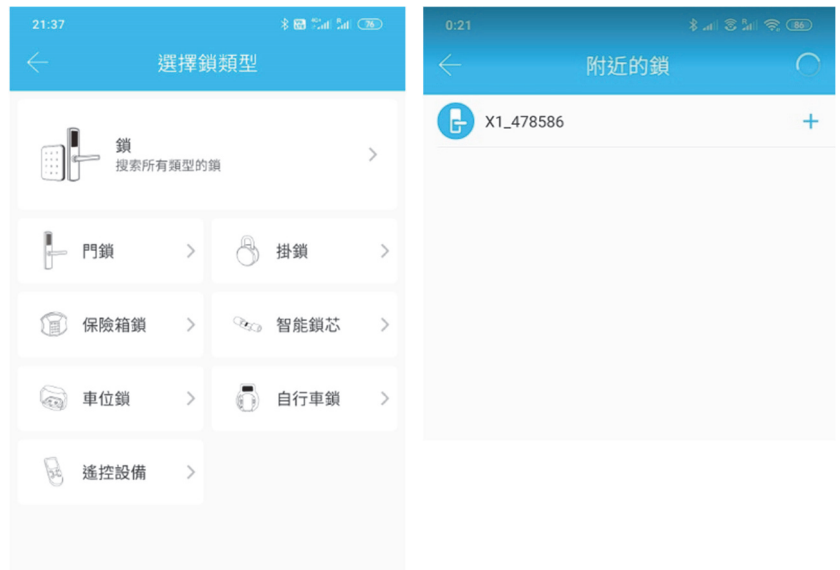 21:37
76
選擇鎖類型
鎖
搜索所有類型的鎖
門鎖
掛鎖
保險箱鎖
智能鎖芯
車位鎖
自行車鎖
遙控設備
0:21
86
附近的鎖
X1_478586